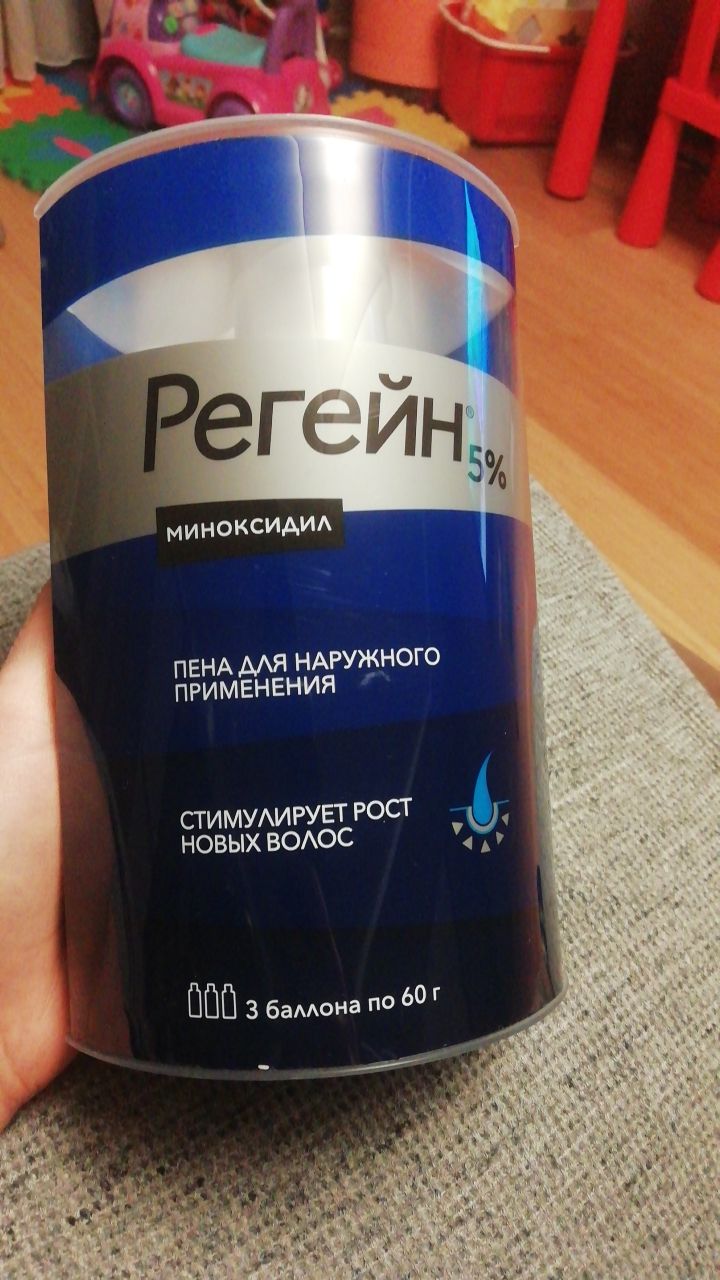 Регейн®
5%
МИНОКСИДИЛ
ПЕНА ДЛЯ НАРУЖНОГО
ПРИМЕНЕНИЯ
СТИМУЛИРУЕТ РОСТ
НОВЫХ ВОЛОС
3 баллона по 60 г